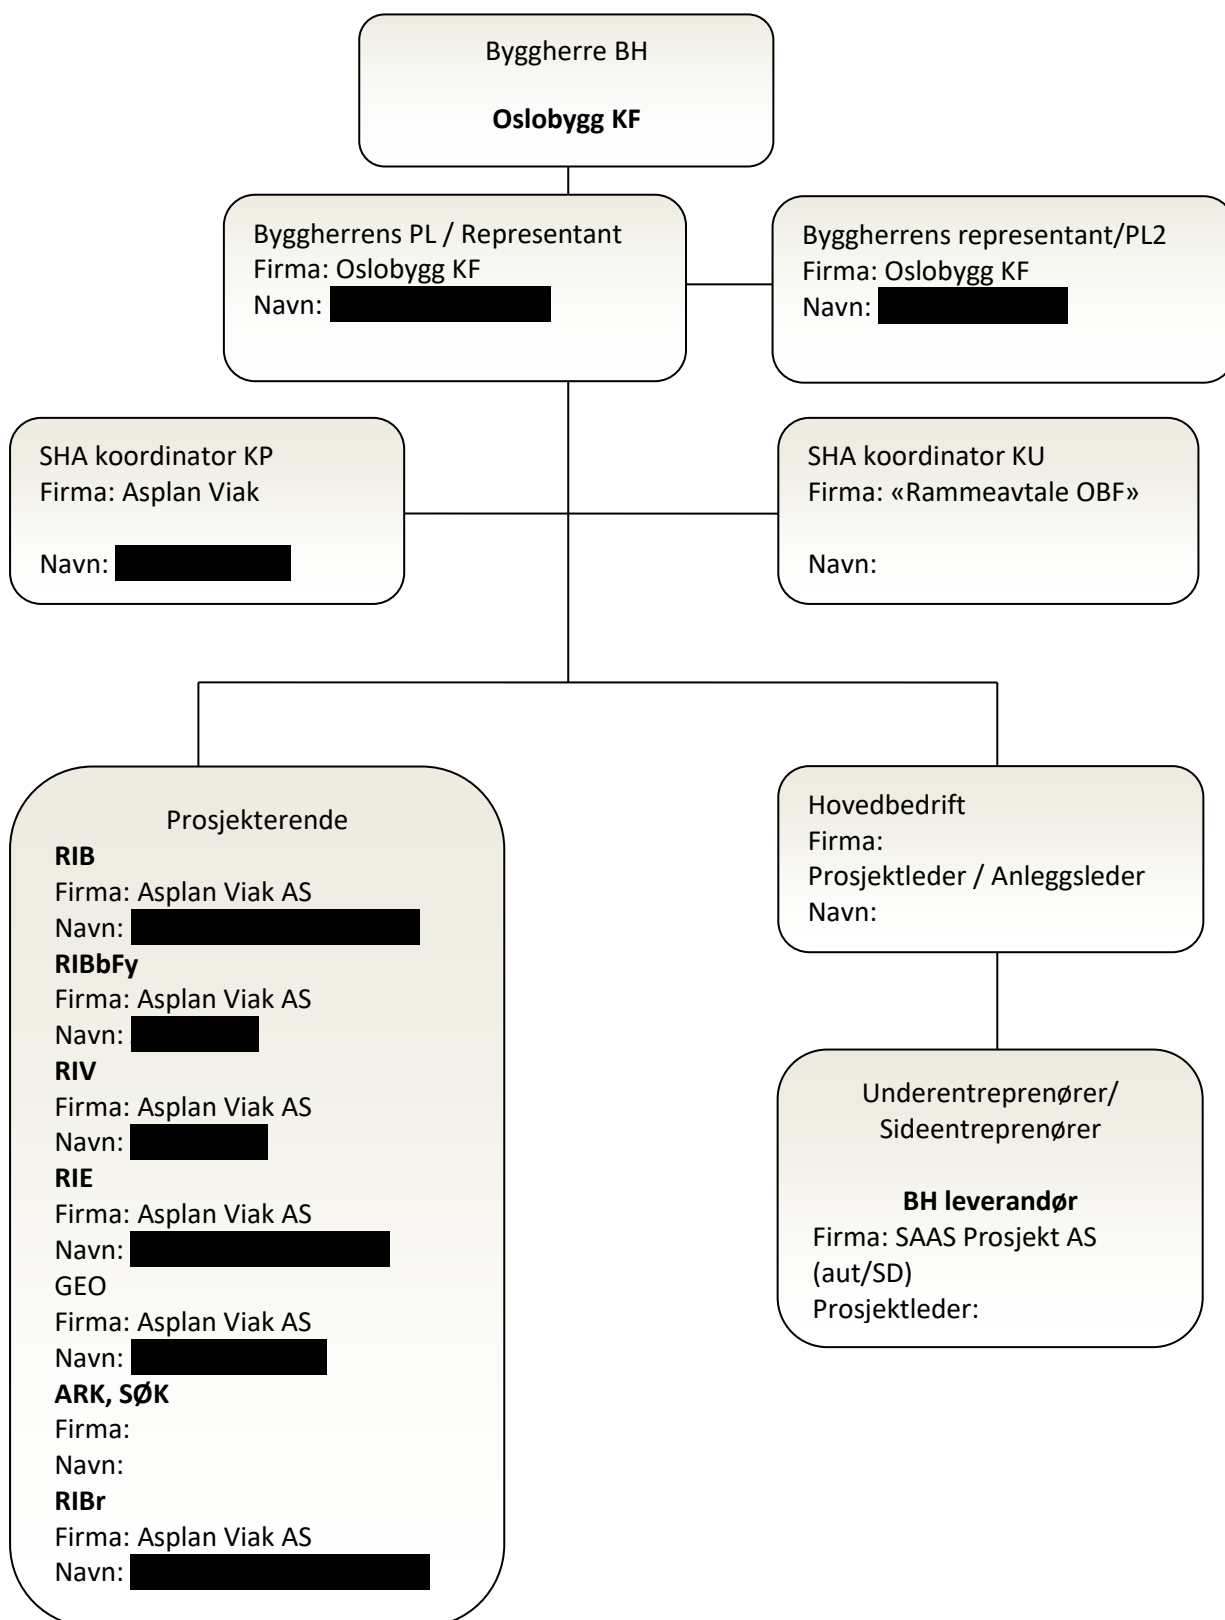 Byggherre BH
Oslobygg KF
Byggherrens PL / Representant
Firma: Oslobygg KF
Navn:
Byggherrens representant/PL2
Firma: Oslobygg KF
Navn:
SHA koordinator KP
Firma: Asplan Viak
Navn:
SHA koordinator KU
Firma: «Rammeavtale OBF»
Navn:
Prosjekterende
RIB
Firma: Asplan Viak AS
Navn:
RIBbFy
Firma: Asplan Viak AS
Navn:
RIV
Firma: Asplan Viak AS
Navn:
RIE
Firma: Asplan Viak AS
Navn:
GEO
Firma: Asplan Viak AS
Navn:
ARK, SØK
Firma:
Navn:
RIBr
Firma: Asplan Viak AS
Navn:
Hovedbedrift
Firma:
Prosjektleder / Anleggsleder
Navn:
Underentreprenører/
Sideentreprenører
BH leverandør
Firma: SAAS Prosjekt AS
(aut/SD)
Prosjektleder: